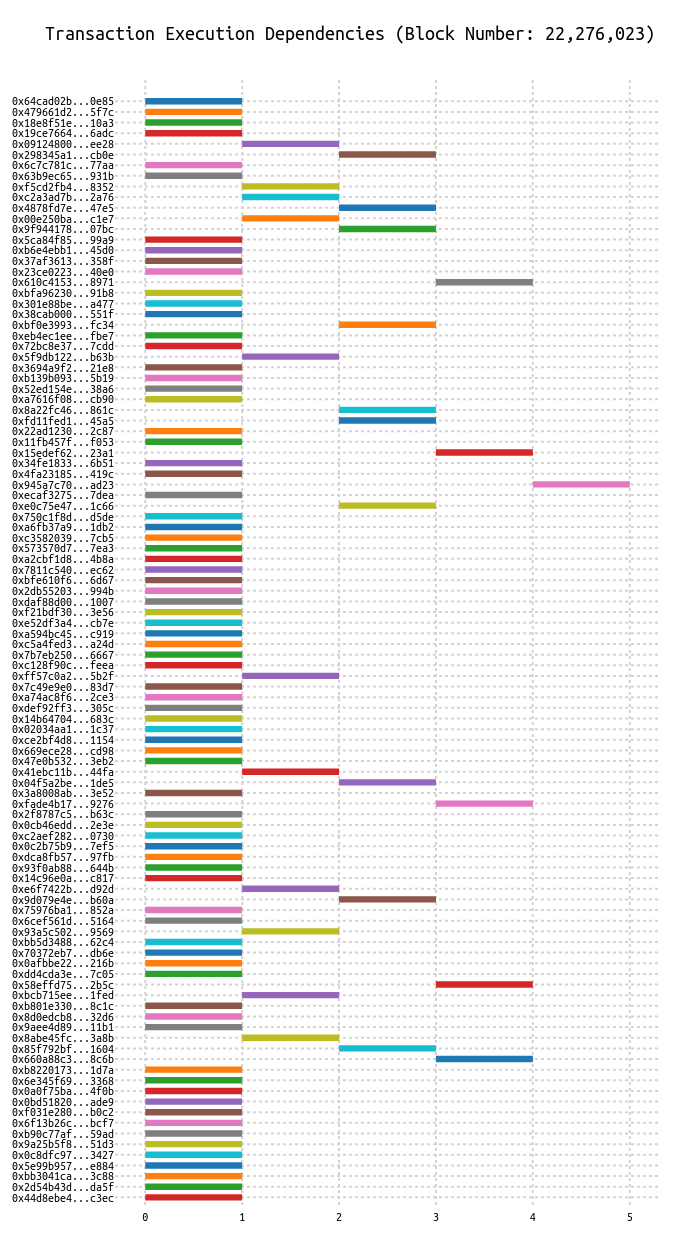 Transaction Execution Dependencies (Block Number: 22,276,023)
0x64cad02b...0e85
0x479661d2...5f7c
0x18e8f51e...10a3
0x19ce7664...6adc
0x09124800...ee28
0x298345a1...cb0e
0x6c7c781c...77aa
0x63b9ec65...931b
0xf5cd2fb4...8352
0xc2a3ad7b...2a76
0x4878fd7e...47e5
0x00e250ba...c1e7
0x9f944178...07bc
0x5ca84f85...99a9
0xb6e4ebb1...45d0
0x37af3613...358f
0x23ce0223...40e0
0x610c4153...8971
0xbfa96230...91b8
0x301e88be...a477
0x38cab000...551f
0xbf0e3993...fc34
0xeb4ec1ee...fbe7
0x72bc8e37...7cdd
0x5f9db122...b63b
0x3694a9f2...21e8
0xb139b093...5b19
0x52ed154e...38a6
0xa7616f08...cb90
0x8a22fc46...861c
0xfd11fed1...45a5
0x22ad1230...2c87
0x11fb457f...f053
0x15edef62...23a1
0x34fe1833...6b51
0x4fa23185...419c
0x945a7c70...ad23
0xecaf3275...7dea
0xe0c75e47...1c66
0x750c1f8d...d5de
0xa6fb37a9...1db2
0xc3582039...7cb5
0x573570d7...7ea3
0xa2cbf1d8...4b8a
0x7811c540...ec62
0xbfe610f6...6d67
0x2db55203...994b
0xdaf88d00...1007
0xf21bdf30...3e56
0xe52df3a4...cb7e
0xa594bc45...c919
0xc5a4fed3...a24d
0x7b7eb250...6667
0xc128f90c...feea
0xff57c0a2...5b2f
0x7c49e9e0...83d7
0xa74ac8f6...2ce3
0xdef92ff3...305c
0x14b64704...683c
0x02034aa1...1c37
0xce2bf4d8...1154
0x669ece28...cd98
0x47e0b532...3eb2
0x41ebc11b...44fa
0x04f5a2be...1de5
0x3a8008ab...3e52
0xfade4b17...9276
0x2f8787c5...b63c
0x0cb46edd...2e3e
0xc2aef282...0730
0x0c2b75b9...7ef5
0xdca8fb57...97fb
0x93f0ab88...644b
0x14c96e0a...c817
0xe6f7422b...d92d
0x9d079e4e...b60a
0x75976ba1...852a
0x6cef561d...5164
0x93a5c502...9569
0xbb5d3488...62c4
0x70372eb7...db6e
0x0afbbe22...216b
0xdd4cda3e...7c05
0x58effd75...2b5c
0xbcb715ee...1fed
0xb801e330...8c1c
0x8d0edcb8...32d6
0x9aee4d89...11b1
0x8abe45fc...3a8b
0x85f792bf...1604
0x660a88c3...8c6b
0xb8220173...1d7a
0x6e345f69...3368
0x0a0f75ba...4f0b
0x0bd51820...ade9
0xf031e280...b0c2
0x6f13b26c...bcf7
0xb90c77af...59ad
0x9a25b5f8...51d3
0x0c8dfc97...3427
0x5e99b957...e884
0xbb3041ca...3c88
0x2d54b43d...da5f
0x44d8ebe4...c3ec
0 1 2 3 4 5